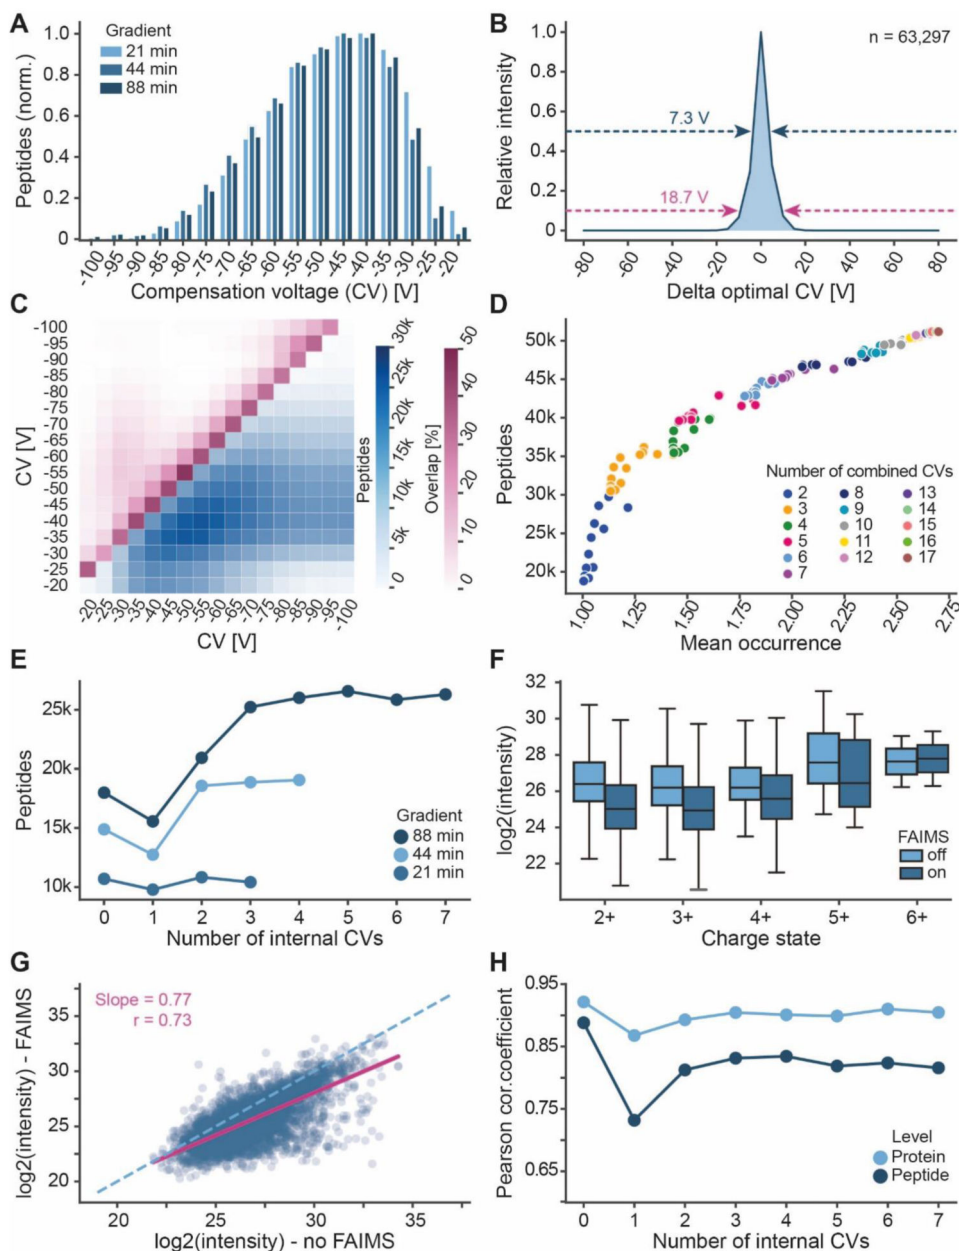 A
Gradient
21 min
44 min
88 min
Peptides (norm.)
1.0
0.8
0.6
0.4
0.2
0
-100 -95 -90 -85 -80 -75 -70 -65 -60 -55 -50 -45 -40 -35 -30 -25 -20
Compensation voltage (CV) [V]
B
n = 63,297
Relative intensity
1.0
0.8
0.6
0.4
0.2
0
7.3 V
18.7 V
-80 -60 -40 -20 0 20 40 60 80
Delta optimal CV [V]
C
CV [V]
-100
-95
-90
-85
-80
-75
-70
-65
-60
-55
-50
-45
-40
-35
-30
-25
-20
-20 -25 -30 -35 -40 -45 -50 -55 -60 -65 -70 -75 -80 -85 -90 -95 -100
CV [V]
Peptides
30k
25k
20k
15k
10k
5k
0
Overlap [%]
50
40
30
20
10
0
D
Peptides
50k
45k
40k
35k
30k
25k
20k
Number of combined CVs
2 8 13
3 9 14
4 10 15
5 11 16
6 12 17
7
1.00 1.25 1.50 1.75 2.00 2.25 2.50 2.75
Mean occurrence
E
Peptides
25k
20k
15k
10k
Gradient
88 min
44 min
21 min
0 1 2 3 4 5 6 7
Number of internal CVs
F
log2(intensity)
32
30
28
26
24
22
FAIMS
off
on
2+ 3+ 4+ 5+ 6+
Charge state
G
Slope = 0.77
r = 0.73
log2(intensity) - FAIMS
35
30
25
20
20 25 30 35
log2(intensity) - no FAIMS
H
Pearson cor.coefficient
0.95
0.85
0.75
0.65
Level
Protein
Peptide
0 1 2 3 4 5 6 7
Number of internal CVs